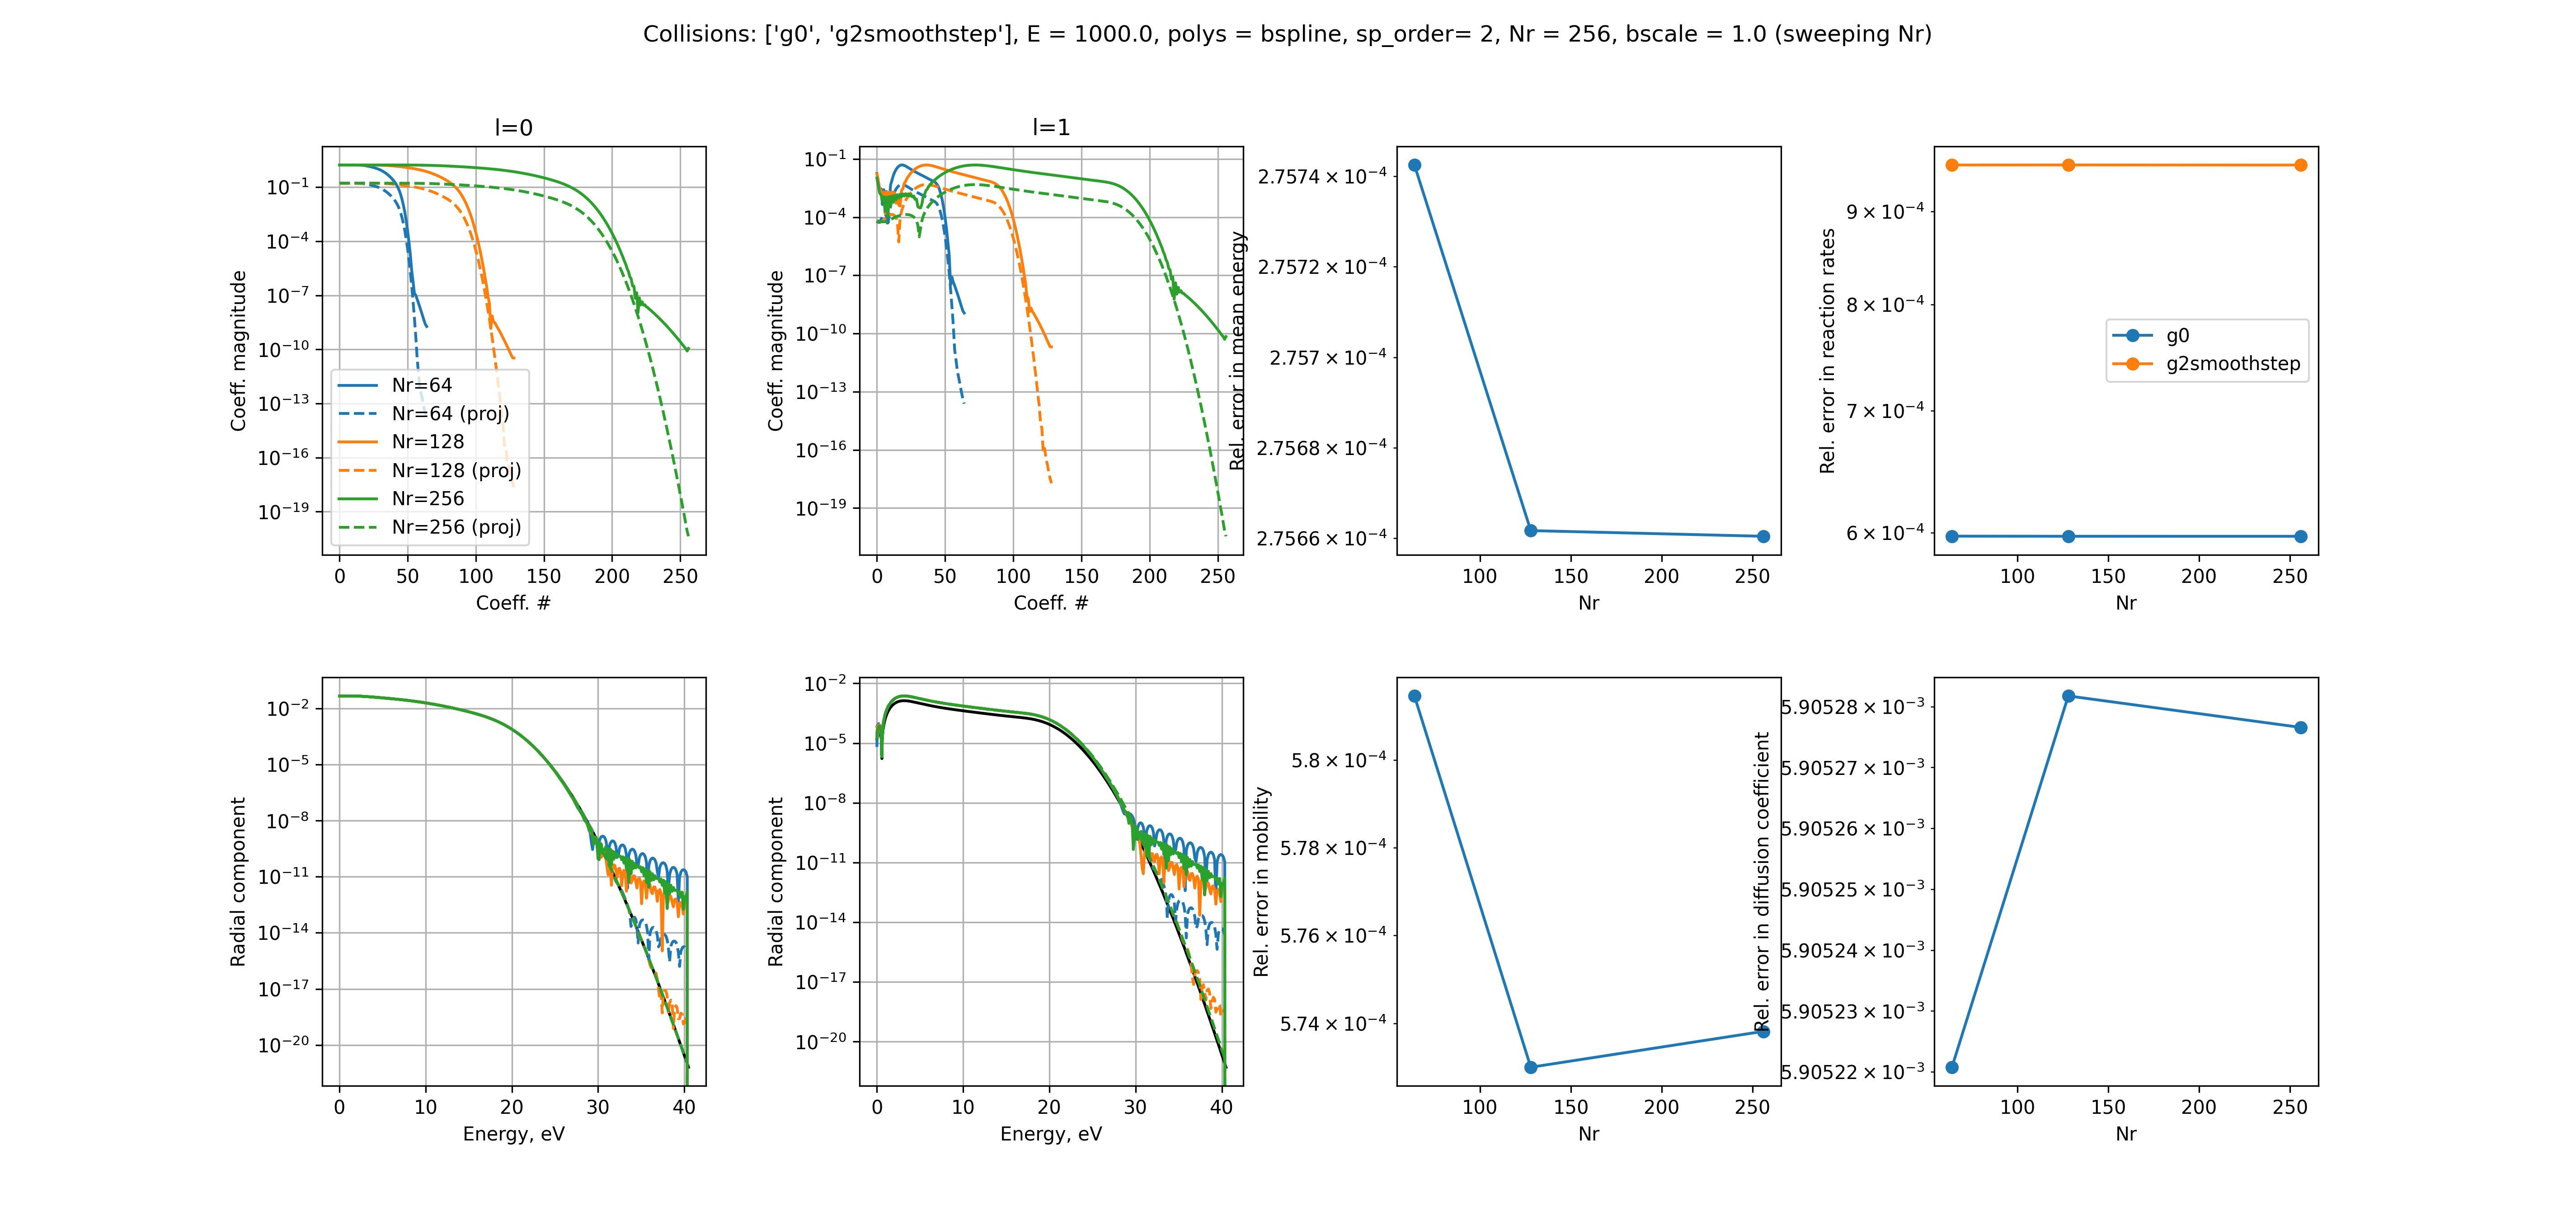 Collisions: ['g0', 'g2smoothstep'], E = 1000.0, polys = bspline, sp_order= 2, Nr = 256, bscale = 1.0 (sweeping Nr)
l=0
Coeff. magnitude
10⁻¹
10⁻⁴
10⁻⁷
10⁻¹⁰
10⁻¹³
10⁻¹⁶
10⁻¹⁹
Nr=64
Nr=64 (proj)
Nr=128
Nr=128 (proj)
Nr=256
Nr=256 (proj)
0 50 100 150 200 250
Coeff. #
l=1
Coeff. magnitude
10⁻¹
10⁻⁴
10⁻⁷
10⁻¹⁰
10⁻¹³
10⁻¹⁶
10⁻¹⁹
0 50 100 150 200 250
Coeff. #
Rel. error in mean energy
2.7574 × 10⁻⁴
2.7572 × 10⁻⁴
2.757 × 10⁻⁴
2.7568 × 10⁻⁴
2.7566 × 10⁻⁴
100 150 200 250
Nr
Rel. error in reaction rates
9 × 10⁻⁴
8 × 10⁻⁴
7 × 10⁻⁴
6 × 10⁻⁴
g0
g2smoothstep
100 150 200 250
Nr
Radial component
10⁻²
10⁻⁵
10⁻⁸
10⁻¹¹
10⁻¹⁴
10⁻¹⁷
10⁻²⁰
0 10 20 30 40
Energy, eV
Radial component
10⁻²
10⁻⁵
10⁻⁸
10⁻¹¹
10⁻¹⁴
10⁻¹⁷
10⁻²⁰
0 10 20 30 40
Energy, eV
Rel. error in mobility
5.8 × 10⁻⁴
5.78 × 10⁻⁴
5.76 × 10⁻⁴
5.74 × 10⁻⁴
100 150 200 250
Nr
Rel. error in diffusion coefficient
5.90528 × 10⁻³
5.90527 × 10⁻³
5.90526 × 10⁻³
5.90525 × 10⁻³
5.90524 × 10⁻³
5.90523 × 10⁻³
5.90522 × 10⁻³
100 150 200 250
Nr